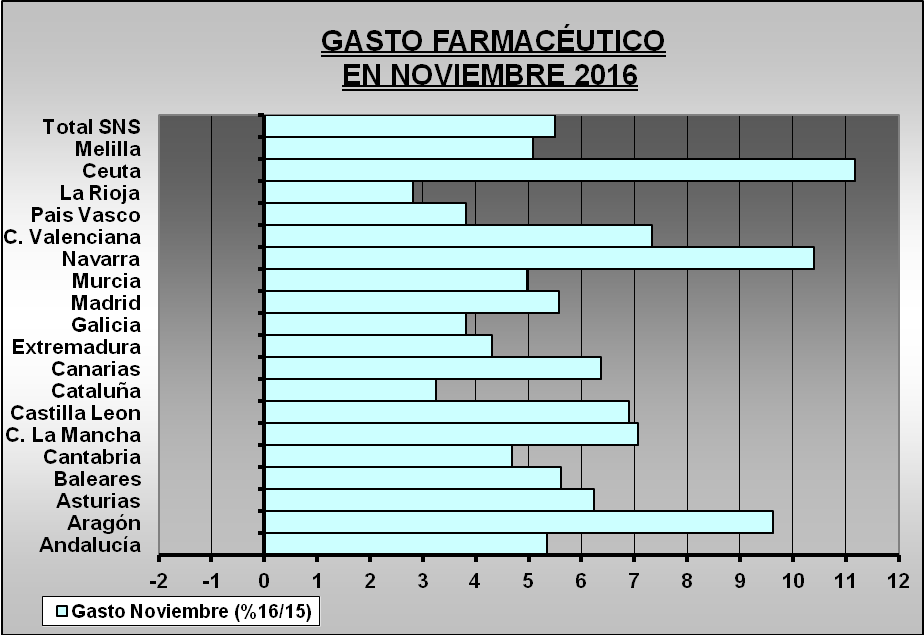 GASTO FARMACÉUTICO
EN NOVIEMBRE 2016
Total SNS
Melilla
Ceuta
La Rioja
Pais Vasco
C. Valenciana
Navarra
Murcia
Madrid
Galicia
Extremadura
Canarias
Cataluña
Castilla Leon
C. La Mancha
Cantabria
Baleares
Asturias
Aragón
Andalucía
-2 -1 0 1 2 3 4 5 6 7 8 9 10 11 12
Gasto Noviembre (%16/15)